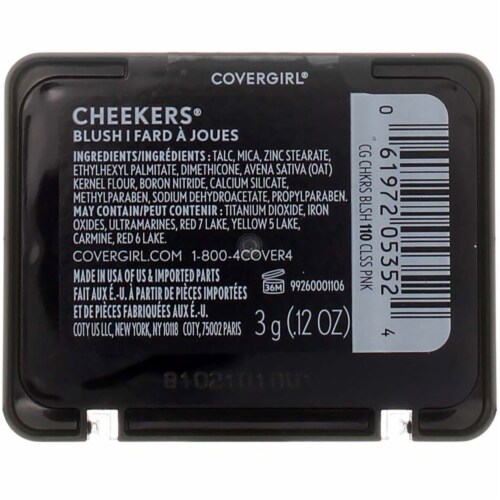 COVERGIRL®
CHEEKERS®
BLUSH | FARD À JOUES
INGREDIENTS/INGRÉDIENTS : TALC, MICA, ZINC STEARATE,
ETHYLHEXYL PALMITATE, DIMETHICONE, AVENA SATIVA (OAT)
KERNEL FLOUR, BORON NITRIDE, CALCIUM SILICATE,
METHYLPARABEN, SODIUM DEHYDROACETATE, PROPYLPARABEN.
MAY CONTAIN/PEUT CONTENIR : TITANIUM DIOXIDE, IRON
OXIDES, ULTRAMARINES, RED 7 LAKE, YELLOW 5 LAKE,
CARMINE, RED 6 LAKE.
COVERGIRL.COM 1-800-4COVER4
MADE IN USA OF US & IMPORTED PARTS
FAIT AUX É.-U. À PARTIR DE PIÈCES IMPORTÉES
ET DE PIÈCES FABRIQUÉES AUX É.-U.
COTY US LLC, NEW YORK, NY 10118 COTY, 75002 PARIS
36M
99260001106
3 g (.12 OZ)
0 61972 05352 4
CG CHKRS BLSH 110 CLSS PNK